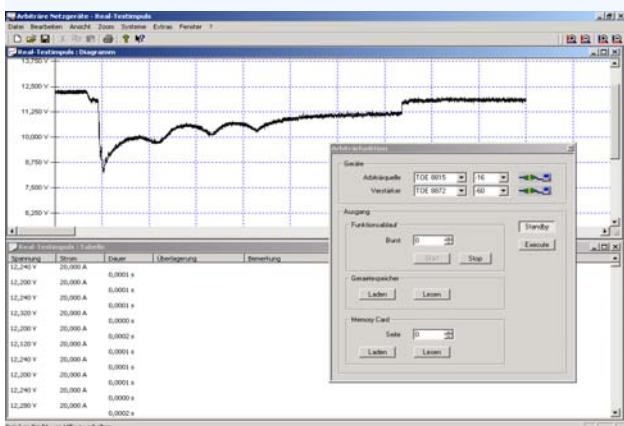 Arbiträre Netzgeräte - Real-Testimpuls
Datei Bearbeiten Ansicht Zoom Systeme Extras Fenster ?
Real-Testimpuls : Diagramm
13,750 V
12,500 V
11,250 V
10,000 V
8,750 V
7,500 V
6,250 V
Arbiträrfunktion
Geräte
Arbiträrquelle TOE 8815 -16
Verstärker TOE 8872 -60
Ausgang
Funktionsablauf
Burst 0
Start Stop
Standby
Execute
Gerätespeicher
Laden Lesen
Memory Card
Seite 0
Laden Lesen
Real-Testimpuls : Tabelle
Spannung Strom Dauer Überlagerung Bemerkung
12,240 V 20,000 A
0,0001 s
12,200 V 20,000 A
0,0001 s
12,240 V 20,000 A
0,0001 s
12,320 V 20,000 A
0,0000 s
12,200 V 20,000 A
0,0002 s
12,120 V 20,000 A
0,0001 s
12,240 V 20,000 A
0,0001 s
12,200 V 20,000 A
0,0001 s
12,240 V 20,000 A
0,0000 s
12,280 V 20,000 A
0,0002 s